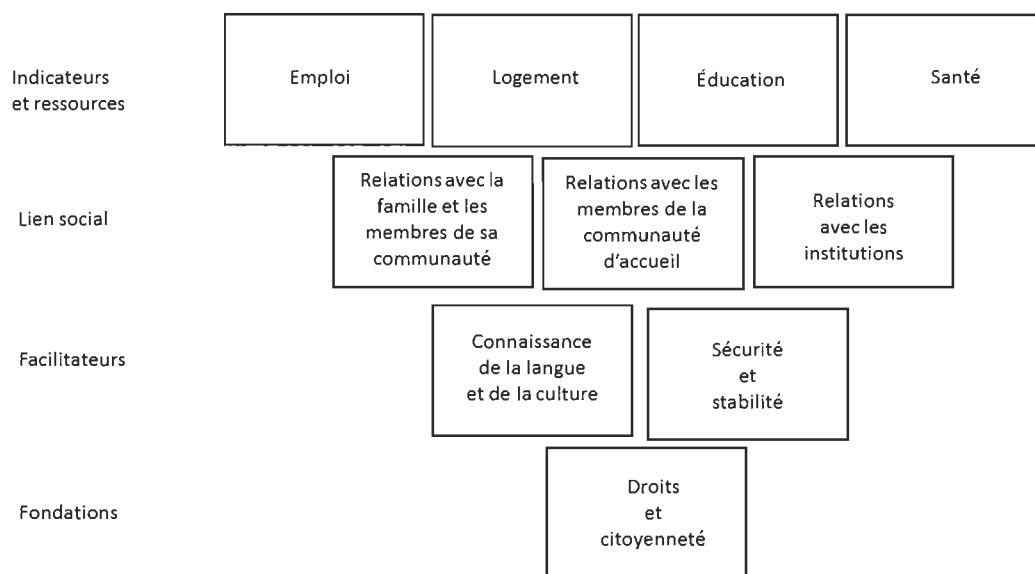 Indicateurs
et ressources
Emploi
Logement
Éducation
Santé
Lien social
Relations avec la
famille et les
membres de sa
communauté
Relations avec les
membres de la
communauté
d'accueil
Relations
avec les
institutions
Facilitateurs
Connaissance
de la langue
et de la culture
Sécurité
et
stabilité
Fondations
Droits
et
citoyenneté